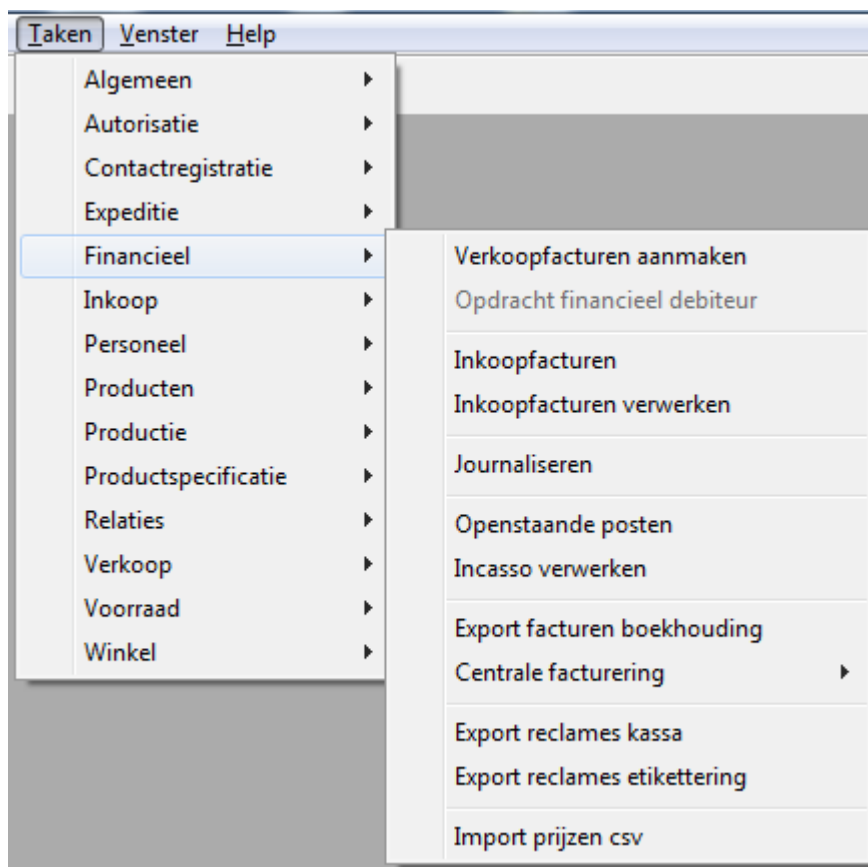 Taken Venster Help
Algemeen
Autorisatie
Contactregistratie
Expeditie
Financieel
Inkoop
Personeel
Producten
Productie
Productspecificatie
Relaties
Verkoop
Voorraad
Winkel
Verkoopfacturen aanmaken
Opdracht financieel debiteur
Inkoopfacturen
Inkoopfacturen verwerken
Journaliseren
Openstaande posten
Incasso verwerken
Export facturen boekhouding
Centrale facturering
Export reclames kassa
Export reclames etikettering
Import prijzen csv